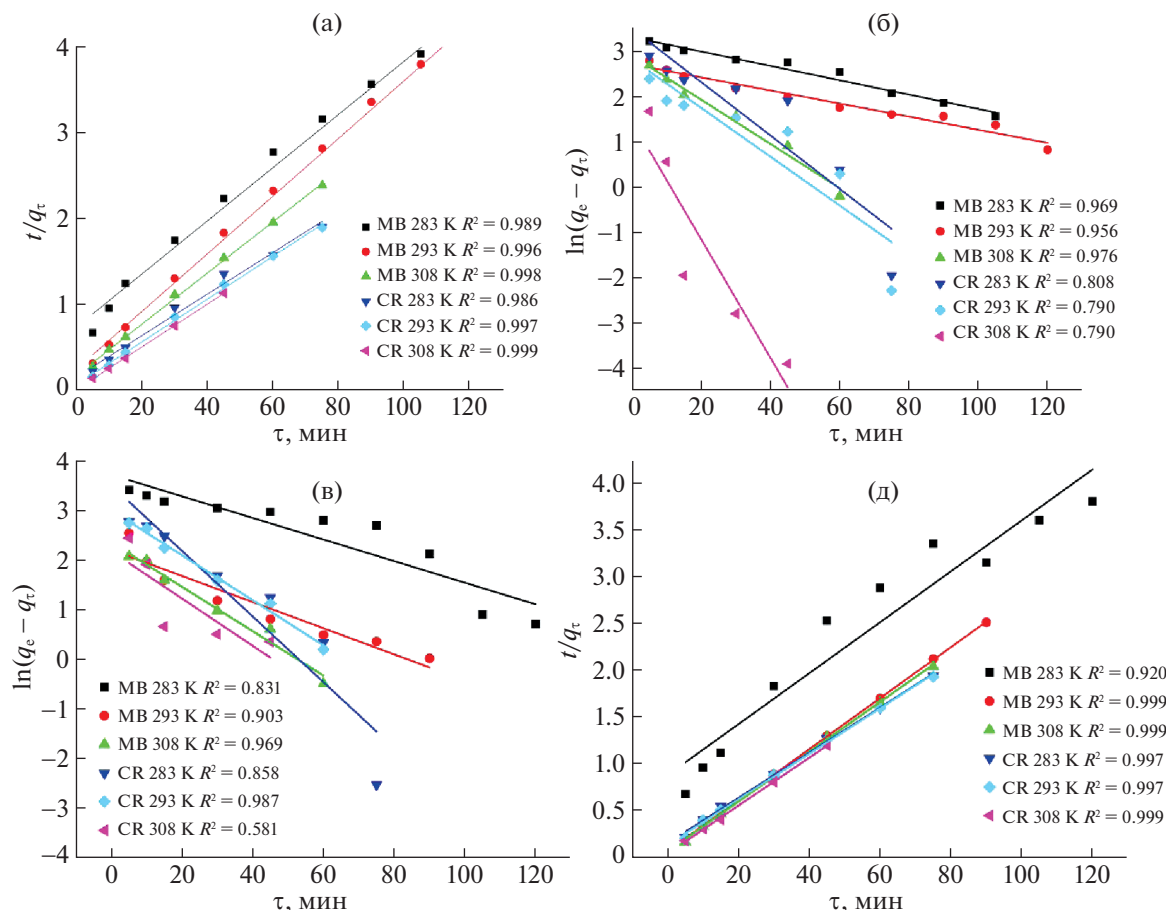 (а)
t/qτ
4
2
0
0 20 40 60 80 100 120
τ, мин
MB 283 K R² = 0.989
MB 293 K R² = 0.996
MB 308 K R² = 0.998
CR 283 K R² = 0.986
CR 293 K R² = 0.997
CR 308 K R² = 0.999
(б)
ln(qe – qτ)
3
2
1
0
–1
–2
–3
–4
0 20 40 60 80 100 120
τ, мин
MB 283 K R² = 0.969
MB 293 K R² = 0.956
MB 308 K R² = 0.976
CR 283 K R² = 0.808
CR 293 K R² = 0.790
CR 308 K R² = 0.790
(в)
ln(qe – qτ)
4
3
2
1
0
–1
–2
–3
–4
0 20 40 60 80 100 120
τ, мин
MB 283 K R² = 0.831
MB 293 K R² = 0.903
MB 308 K R² = 0.969
CR 283 K R² = 0.858
CR 293 K R² = 0.987
CR 308 K R² = 0.581
(д)
t/qτ
4.0
3.0
2.0
1.5
1.0
0.5
0
0 20 40 60 80 100 120
τ, мин
MB 283 K R² = 0.920
MB 293 K R² = 0.999
MB 308 K R² = 0.999
CR 283 K R² = 0.997
CR 293 K R² = 0.997
CR 308 K R² = 0.999